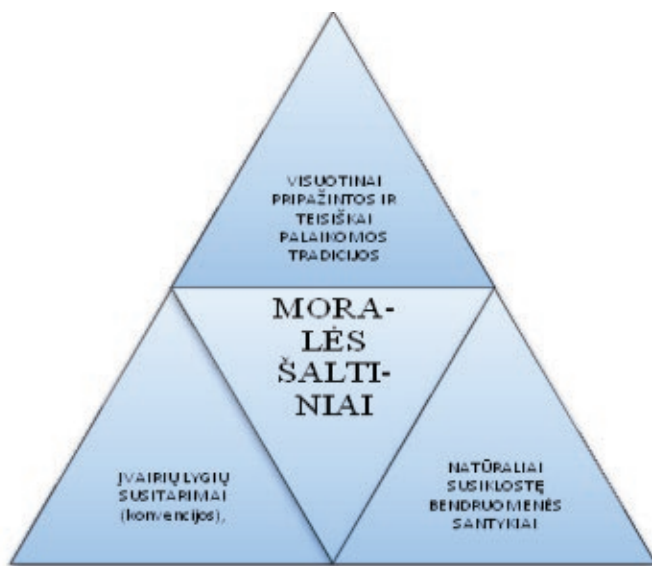 VISUOTINAI
PRIPAŽINTOS IR
TEISIŠKAI
PALAIKOMOS
TRADICIJOS
MORA-
LĖS
ŠALTI-
NIAI
ĮVAIRIŲ LYGIŲ
SUSITARIMAI
(konvencijos),
NATŪRALIAI
SUSIKLOSTĘ
BENDRUOMENĖS
SANTYKIAI